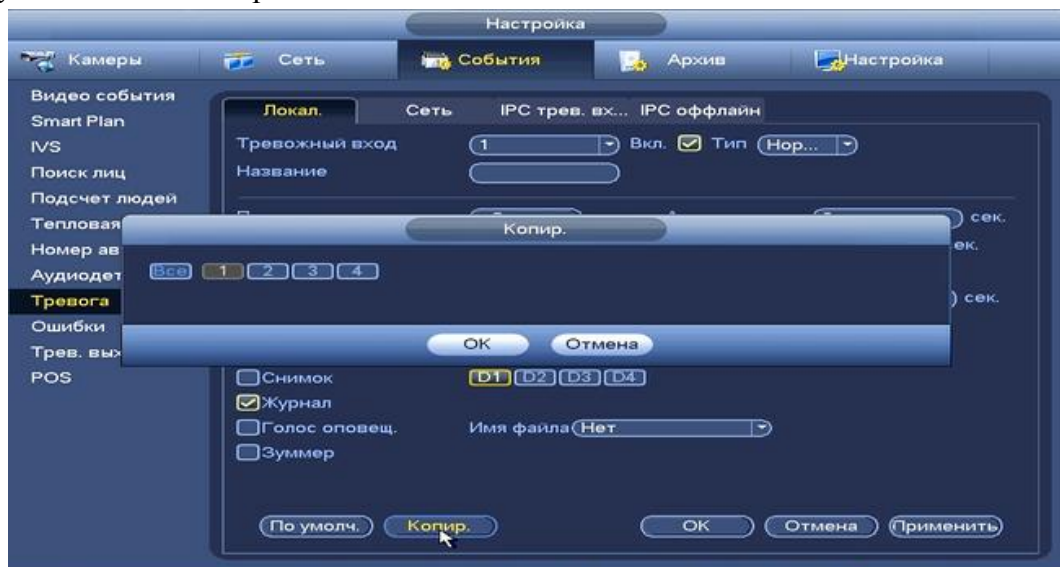 Настройка
Камеры Сеть События Архив Настройка
Видео события
Smart Plan
IVS
Поиск лиц
Подсчет людей
Тепловая
Номер ав
Аудиодет
Тревога
Ошибки
Трев. вых
POS
Локал. Сеть IPC трев. вх... IPC оффлайн
Тревожный вход 1 Вкл. Тип Нор...
Название
сек.
ек.
Копир.
Все 1 2 3 4
) сек.
OK Отмена
Снимок D1 D2 D3 D4
Журнал
Голос оповещ. Имя файла Нет
Зуммер
По умолч. Копир. OK Отмена Применить